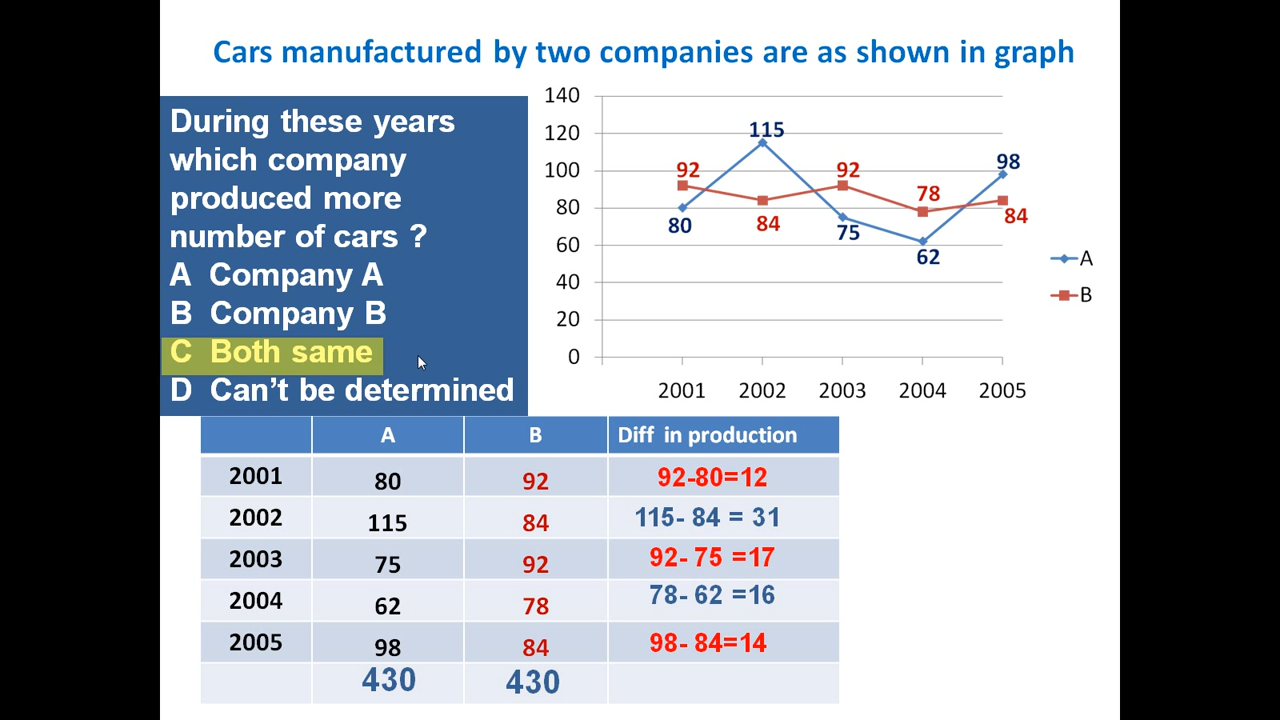 Cars manufactured by two companies are as shown in graph
During these years
which company
produced more
number of cars ?
A Company A
B Company B
C Both same
D Can't be determined
140
120
100
80
60
40
20
0
115
92
92
98
78
80
84
75
62
84
A
B
2001 2002 2003 2004 2005
A B Diff in production
2001 80 92 92-80=12
2002 115 84 115- 84 = 31
2003 75 92 92- 75 =17
2004 62 78 78- 62 =16
2005 98 84 98- 84=14
430 430